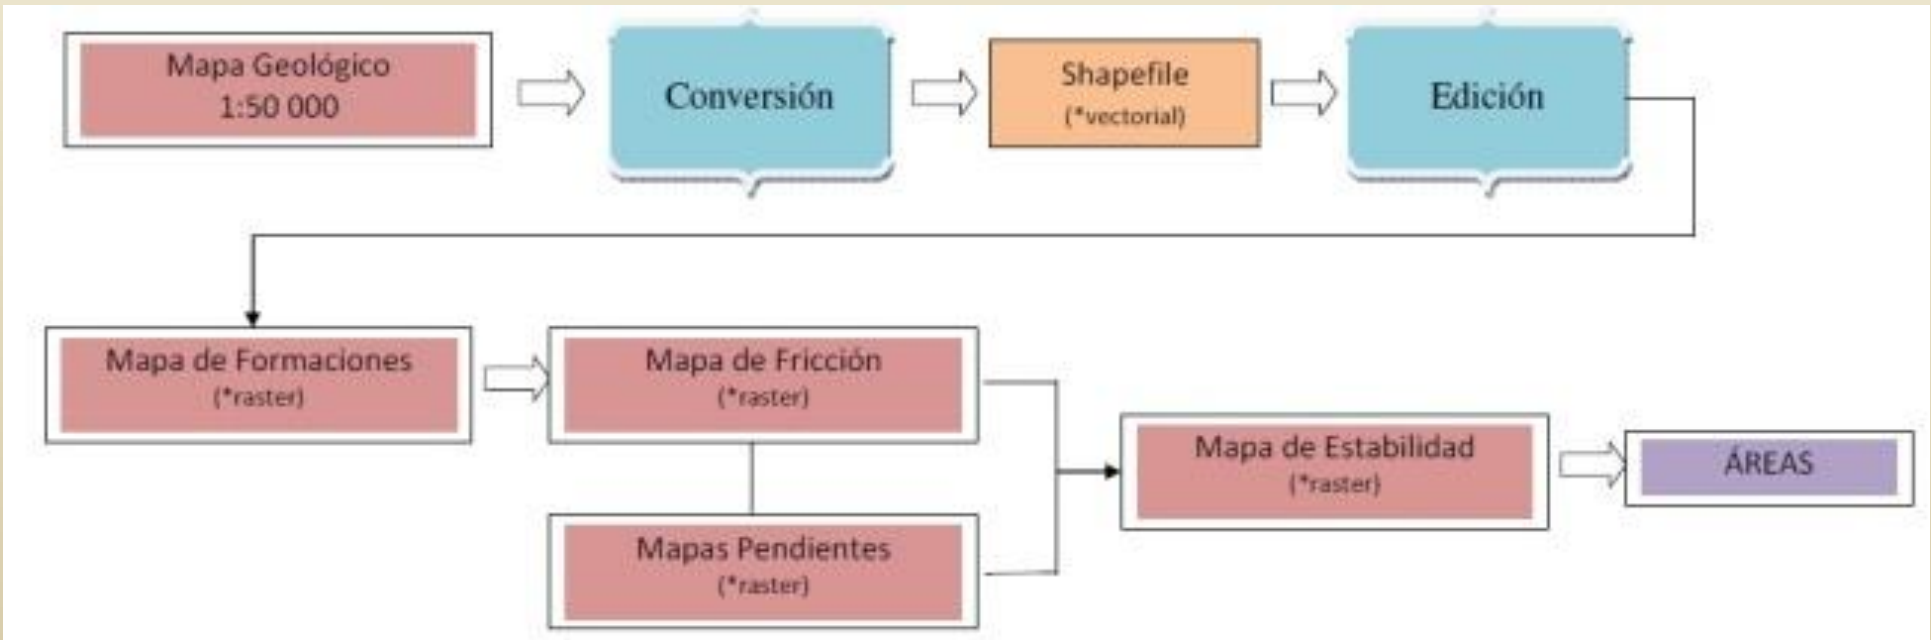 Mapa Geológico
1:50 000
Conversión
Shapefile
(*vectorial)
Edición
Mapa de Formaciones
(*raster)
Mapa de Fricción
(*raster)
Mapas Pendientes
(*raster)
Mapa de Estabilidad
(*raster)
ÁREAS